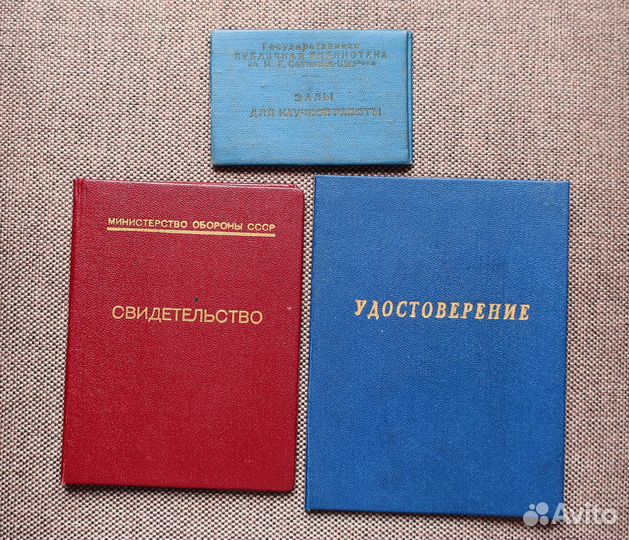 Государственная
ПУБЛИЧНАЯ БИБЛИОТЕКА
им. М. Е. Салтыкова-Щедрина
ЗАЛЫ
ДЛЯ НАУЧНОЙ РАБОТЫ
МИНИСТЕРСТВО ОБОРОНЫ СССР
СВИДЕТЕЛЬСТВО
УДОСТОВЕРЕНИЕ
Avito